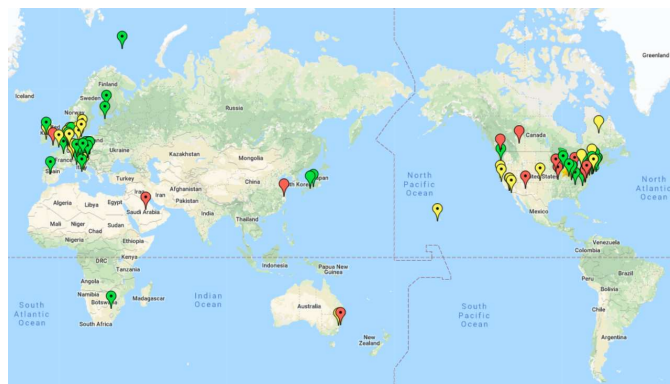 Greenland
Iceland
Finland
Sweden
Norway
Russia
Canada
Ukraine
France
Spain
Kazakhstan
Mongolia
Turkey
Iraq
Iran
Afghanistan
Pakistan
China
South Korea
Japan
North
Pacific
Ocean
United States
North
Atlantic
Ocean
Algeria
Libya
Egypt
Saudi Arabia
India
Mexico
Mali
Niger
Chad
Sudan
Nigeria
Ethiopia
Thailand
Venezuela
Colombia
DRC
Kenya
Tanzania
Indonesia
Papua New
Guinea
Peru
Brazil
Angola
Namibia
Botswana
Madagascar
Bolivia
South
Atlantic
Ocean
Indian
Ocean
Australia
South
Pacific
Ocean
Chile
South Africa
New
Zealand
Argentina